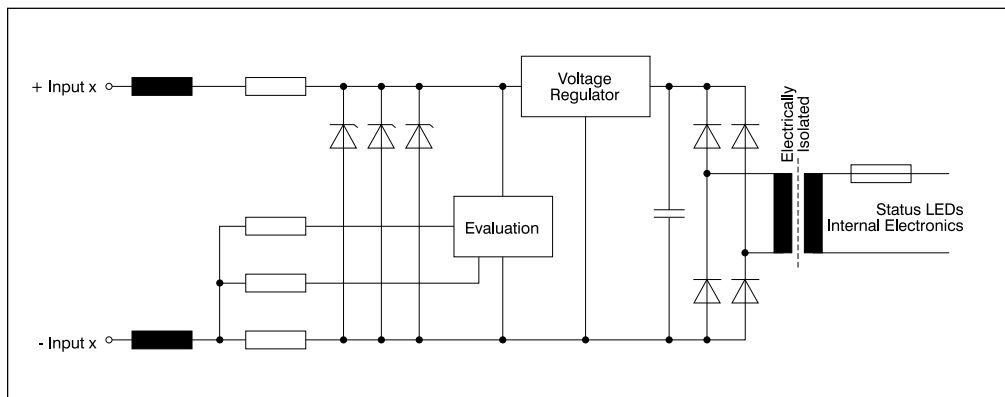 + Input x
Voltage
Regulator
Electrically
Isolated
Evaluation
Status LEDs
Internal Electronics
- Input x